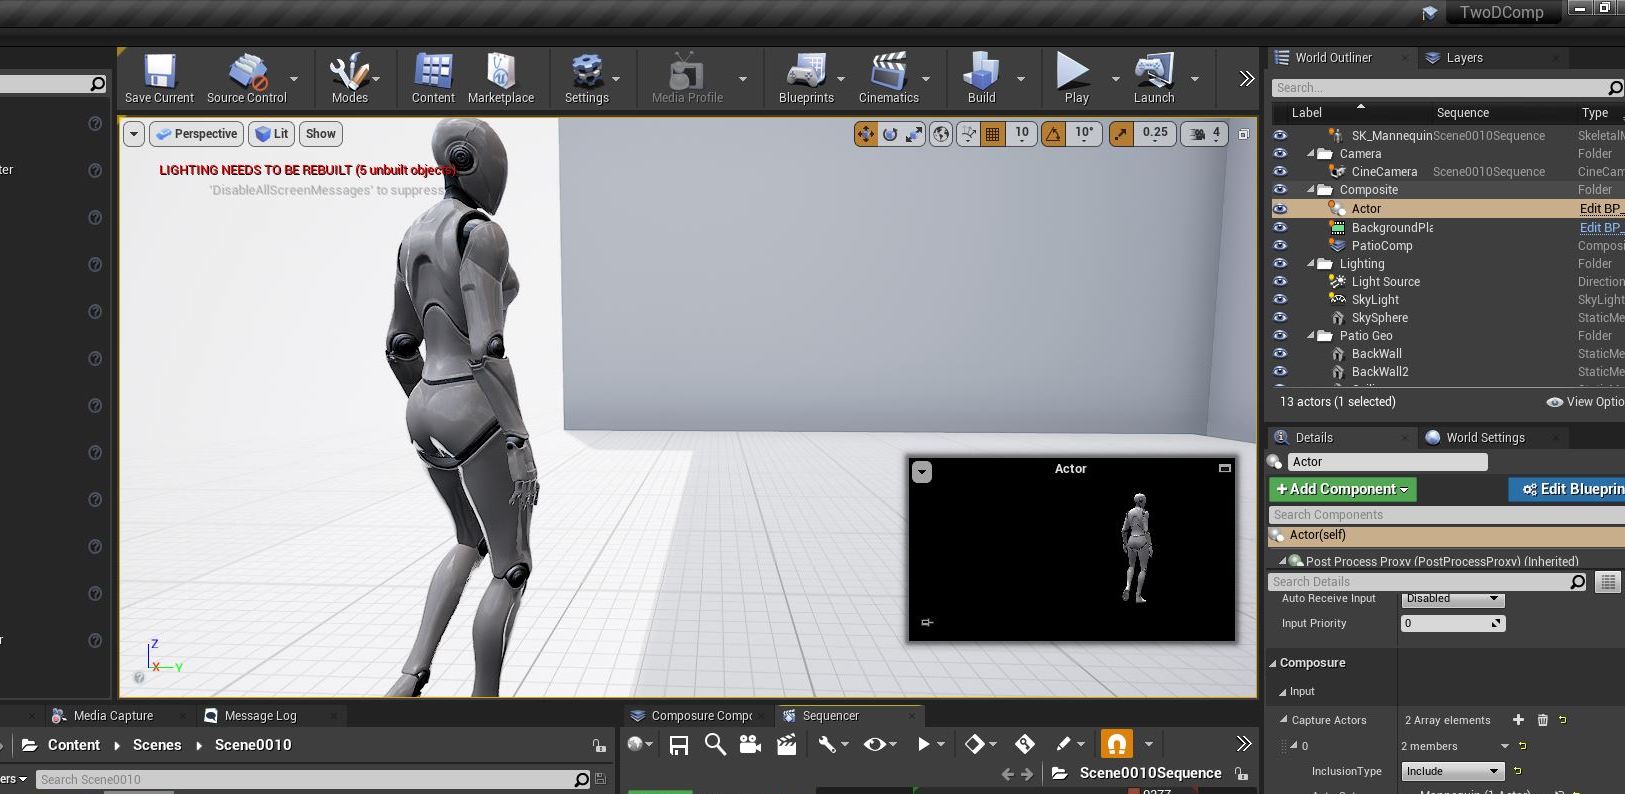 TwoDComp
Save Current
Source Control
Modes
Content
Marketplace
Settings
Media Profile
Blueprints
Cinematics
Build
Play
Launch
World Outliner
Layers
Search...
Label Sequence Type
Perspective
Lit
Show
10
10°
0.25
4
LIGHTING NEEDS TO BE REBUILT (5 unbuilt objects)
'DisableAllScreenMessages' to suppress
SK_Mannequin Scene0010Sequence SkeletalM
Camera Folder
CineCamera Scene0010Sequence CineCam
Composite Folder
Actor Edit BP_
BackgroundPla Edit BP_
PatioComp Composi
Lighting Folder
Light Source Direction
SkyLight SkyLight
SkySphere StaticMe
Patio Geo Folder
BackWall StaticMe
BackWall2 StaticMe
13 actors (1 selected)
View Optio
Details
World Settings
Actor
Add Component
Edit Blueprin
Search Components
Actor(self)
Post Process Proxy (PostProcessProxy) (Inherited)
Search Details
Auto Receive Input Disabled
Input Priority 0
Composure
Input
Capture Actors 2 Array elements
0 2 members
InclusionType Include
Actor
Z
X
Y
ter
r
Media Capture
Message Log
Content
Scenes
Scene0010
ers
Search Scene0010
Composure Compo
Sequencer
Scene0010Sequence